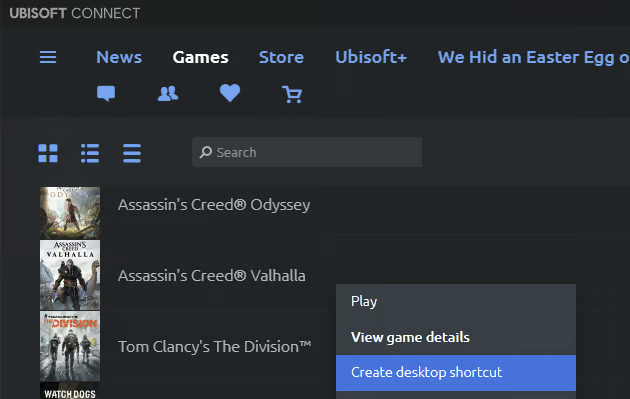 UBISOFT CONNECT
News Games Store Ubisoft+ We Hid an Easter Egg o
Search
ODYSSEY
Assassin's Creed® Odyssey
ASSASSIN'S
CREED
VALHALLA
Assassin's Creed® Valhalla
Play
THE DIVISION
Tom Clancy's The Division™
View game details
Create desktop shortcut
WATCH DOGS